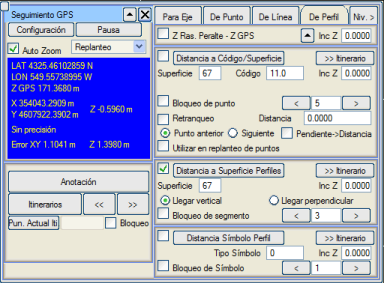 Seguimiento GPS
Configuración Pausa
Auto Zoom Replanteo
LAT 4325.46102859 N
LON 549.55738995 W
Z GPS 171.3680 m
X 354043.2909 m
Y 4607922.3902 m
Z -0.5960 m
Sin precisión
Error XY 1.1041 m Z 1.3980 m
Anotación
Itinerarios << >>
Pun. Actual Iti Bloqueo
Para Eje De Punto De Línea De Perfil Niv. >
Z Ras. Peralte - Z GPS Inc Z 0.0000
Distancia a Código/Superficie >> Itinerario
Superficie 67 Código 11.0 Inc Z 0.0000
Bloqueo de punto < 5 >
Retranqueo Distancia 0.0000
Punto anterior Siguiente Pendiente->Distancia
Utilizar en replanteo de puntos
Distancia a Superficie Perfiles >> Itinerario
Superficie 67 Inc Z 0.0000
Llegar vertical Llegar perpendicular
Bloqueo de segmento < 3 >
Distancia Símbolo Perfil >> Itinerario
Tipo Símbolo 0 Inc Z 0.0000
Bloqueo de Símbolo < 1 >